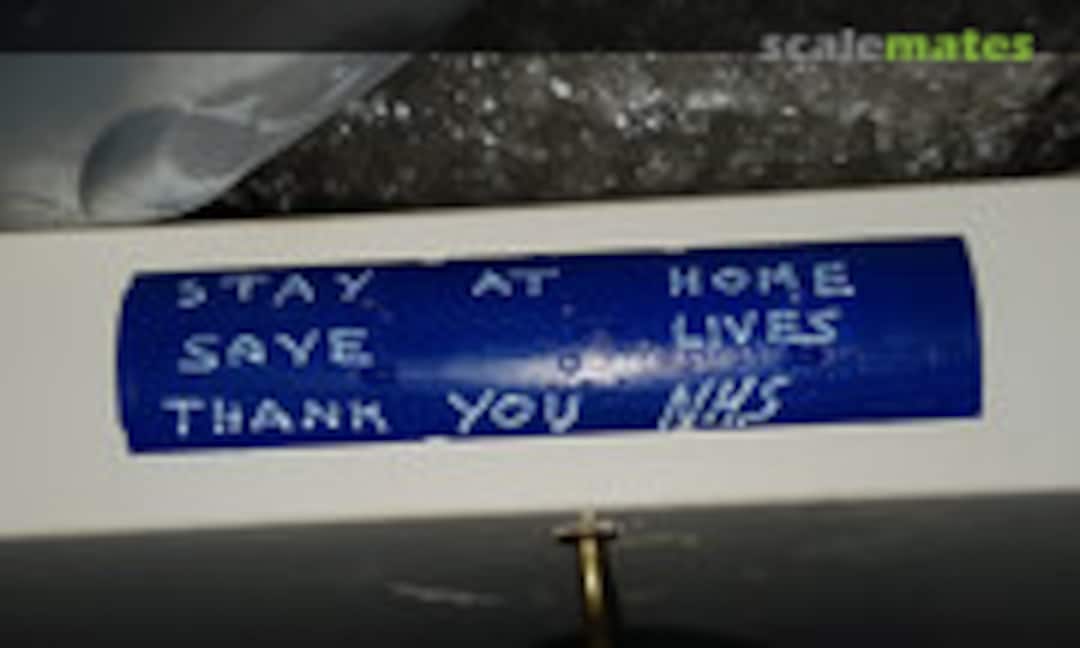 scalemates
STAY AT HOME
SAVE LIVES
THANK YOU NHS